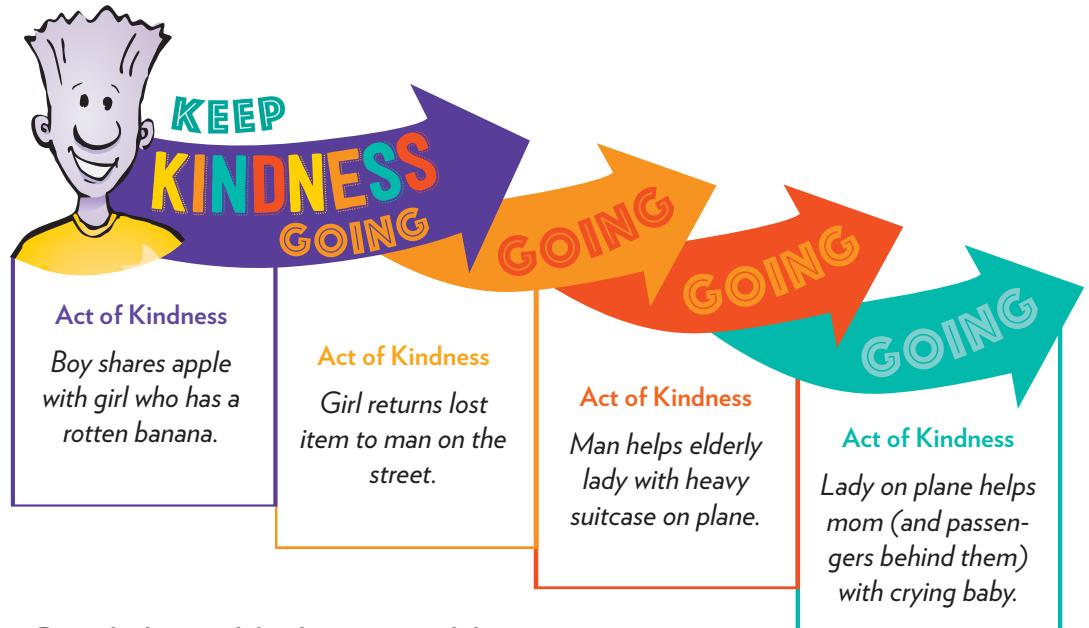 KEEP
KINDNESS
GOING
GOING
GOING
GOING
Act of Kindness
Boy shares apple
with girl who has a
rotten banana.
Act of Kindness
Girl returns lost
item to man on the
street.
Act of Kindness
Man helps elderly
lady with heavy
suitcase on plane.
Act of Kindness
Lady on plane helps
mom (and passen-
gers behind them)
with crying baby.